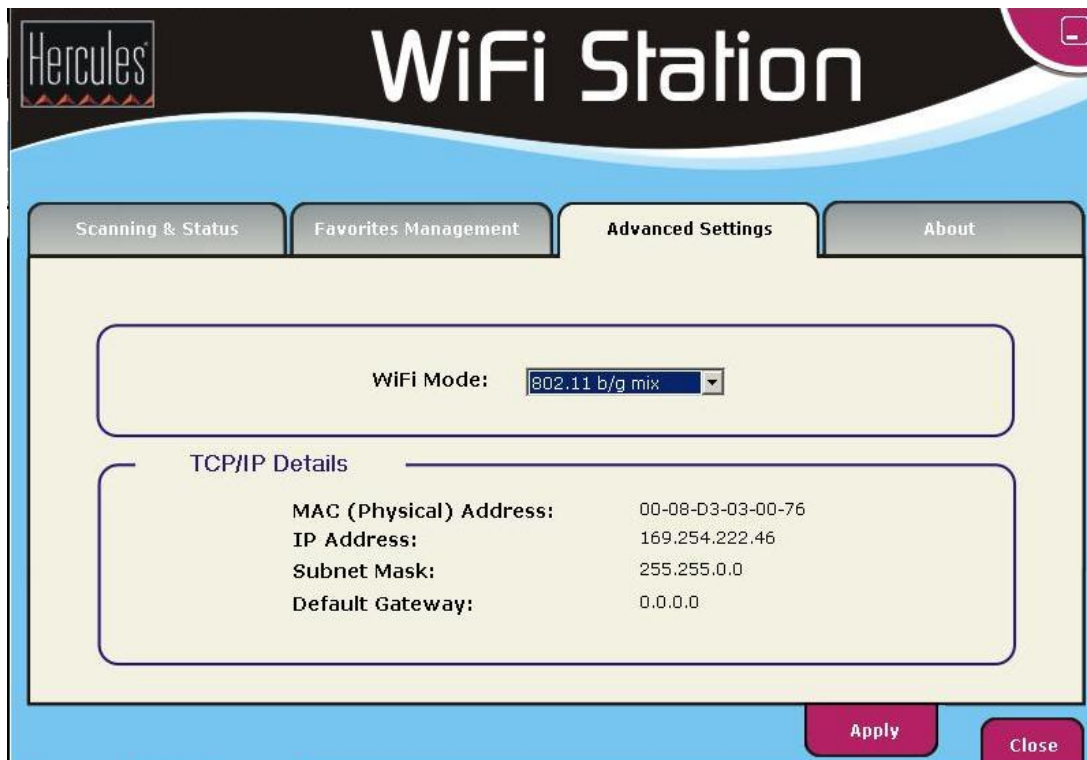 Hercules
WiFi Station
Scanning & Status
Favorites Management
Advanced Settings
About
WiFi Mode: 802.11 b/g mix
TCP/IP Details
MAC (Physical) Address: 00-08-D3-03-00-76
IP Address: 169.254.222.46
Subnet Mask: 255.255.0.0
Default Gateway: 0.0.0.0
Apply
Close